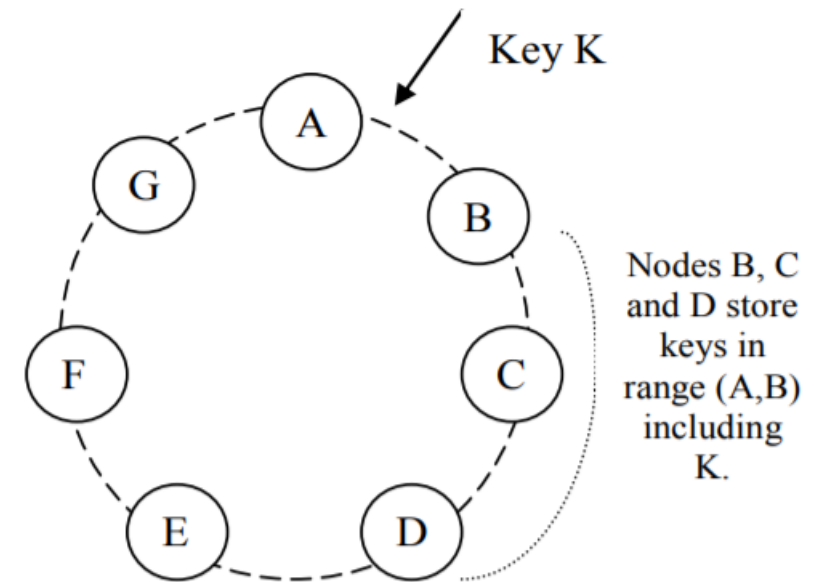 Key K
A
G
B
Nodes B, C
and D store
keys in
range (A,B)
including
K.
F
C
E
D